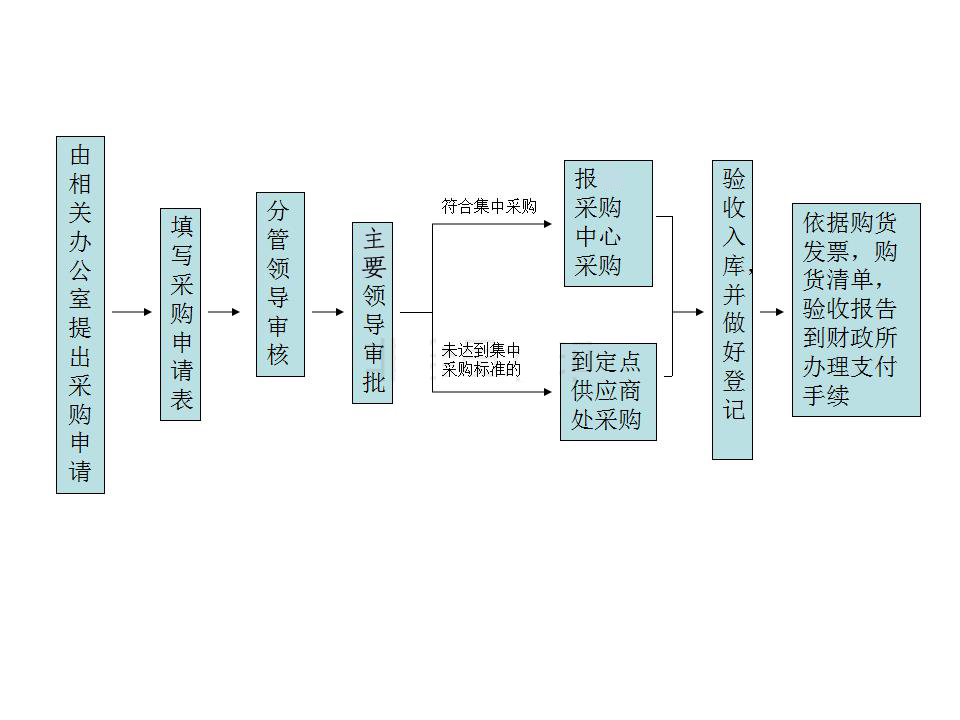 由相关办公室提出采购申请
填写采购申请表
分管领导审核
主要领导审批
符合集中采购
报
采购
中心
采购
未达到集中
采购标准的
到定点
供应商
处采购
验收入库，并做好登记
依据购货
发票，购
货清单，
验收报告
到财政所
办理支付
手续